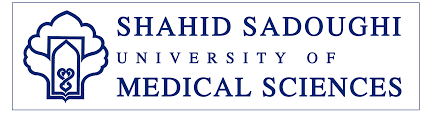 SHAHID SADOUGHI
UNIVERSITY OF
MEDICAL SCIENCES